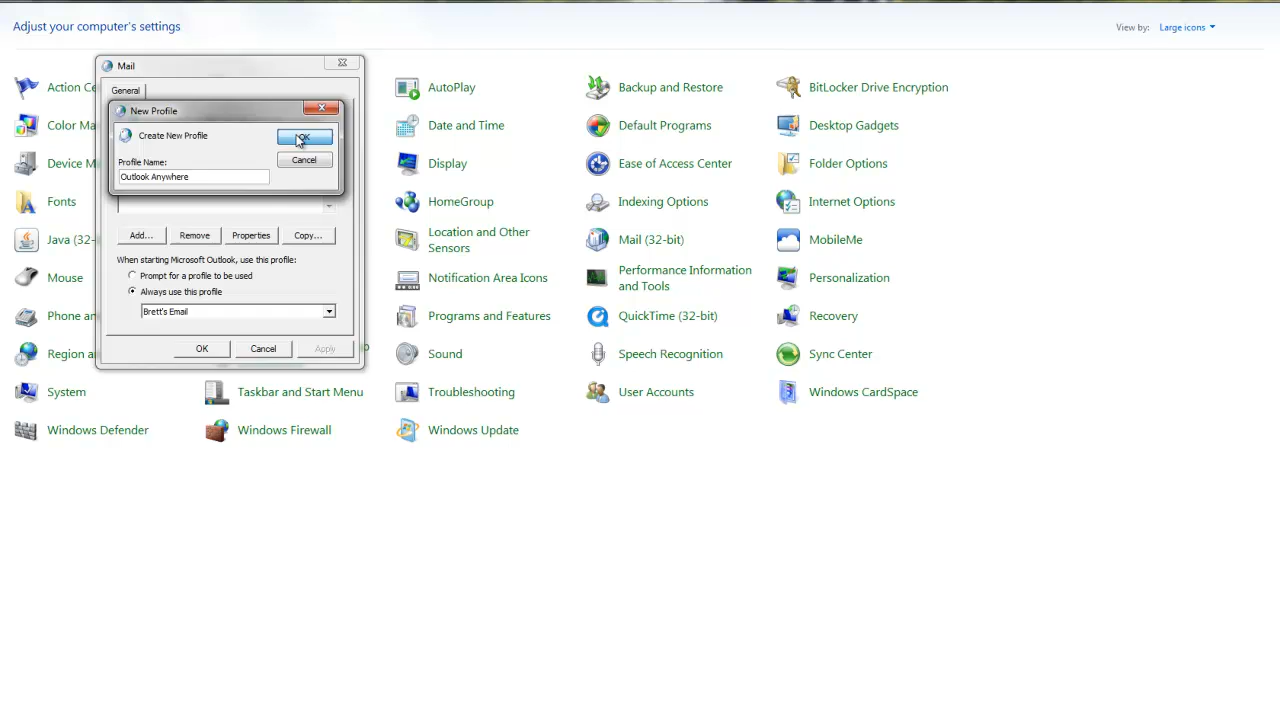 Adjust your computer's settings
View by: Large icons
Mail
General
New Profile
Create New Profile
OK
Profile Name:
Cancel
Outlook Anywhere
Add...
Remove
Properties
Copy...
When starting Microsoft Outlook, use this profile:
Prompt for a profile to be used
Always use this profile
Brett's Email
OK
Cancel
Apply
Action Ce
AutoPlay
Backup and Restore
BitLocker Drive Encryption
Color Ma
Date and Time
Default Programs
Desktop Gadgets
Device M
Display
Ease of Access Center
Folder Options
Fonts
HomeGroup
Indexing Options
Internet Options
Java (32-
Location and Other
Sensors
Mail (32-bit)
MobileMe
Mouse
Notification Area Icons
Performance Information
and Tools
Personalization
Phone an
Programs and Features
QuickTime (32-bit)
Recovery
Region a
Sound
Speech Recognition
Sync Center
System
Taskbar and Start Menu
Troubleshooting
User Accounts
Windows CardSpace
Windows Defender
Windows Firewall
Windows Update